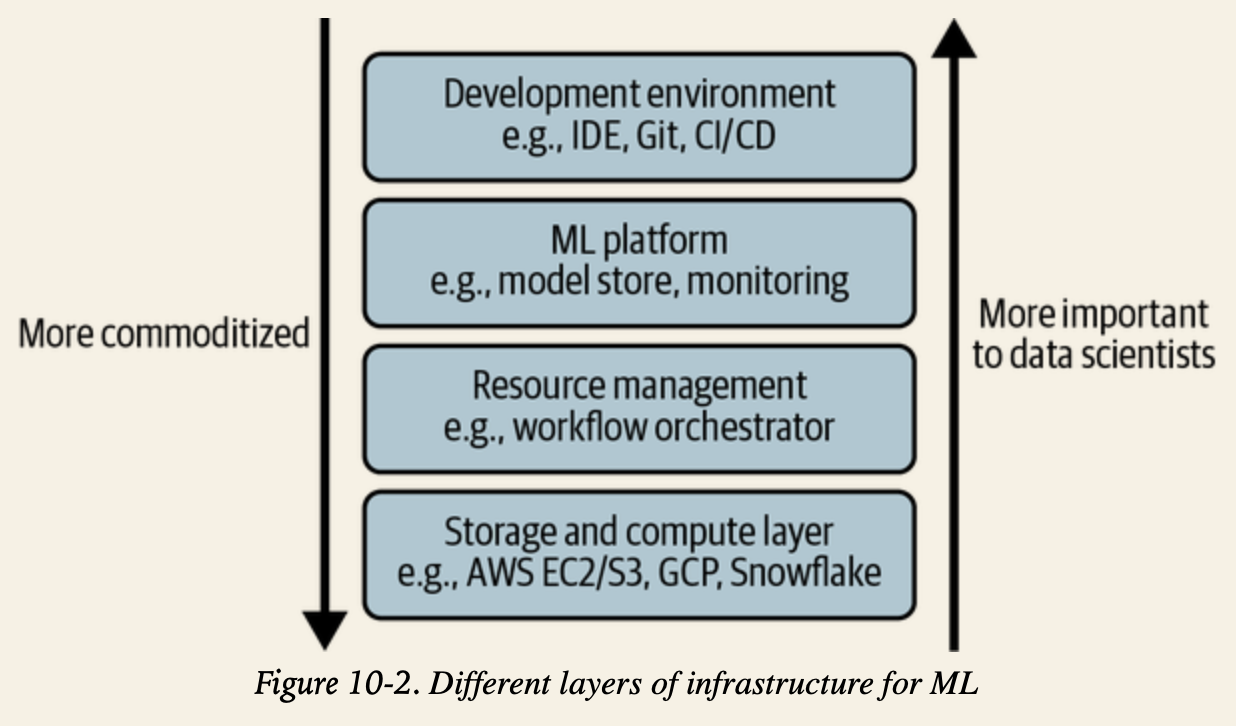 Development environment
e.g., IDE, Git, CI/CD
ML platform
e.g., model store, monitoring
More commoditized
More important
to data scientists
Resource management
e.g., workflow orchestrator
Storage and compute layer
e.g., AWS EC2/S3, GCP, Snowflake
Figure 10-2. Different layers of infrastructure for ML